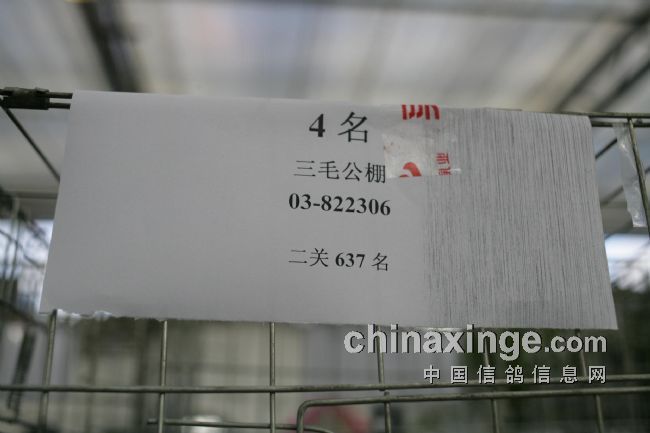 4名
三毛公棚
03-822306
二关 637 名
chinaxinge.com
中国信鸽信息网